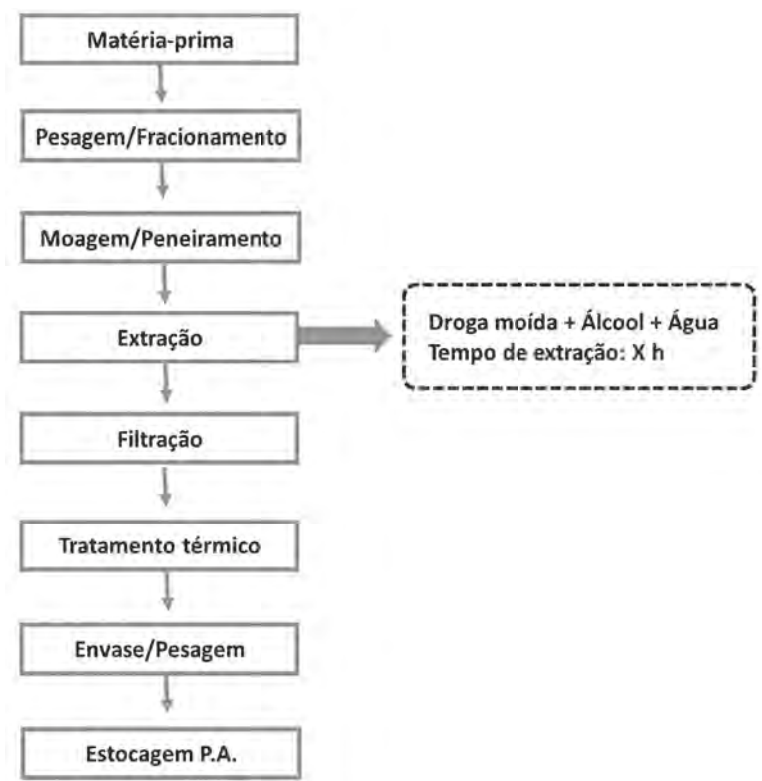 Matéria-prima
Pesagem/Fracionamento
Moagem/Peneiramento
Extração
Droga moída + Álcool + Água
Tempo de extração: X h
Filtração
Tratamento térmico
Envase/Pesagem
Estocagem P.A.